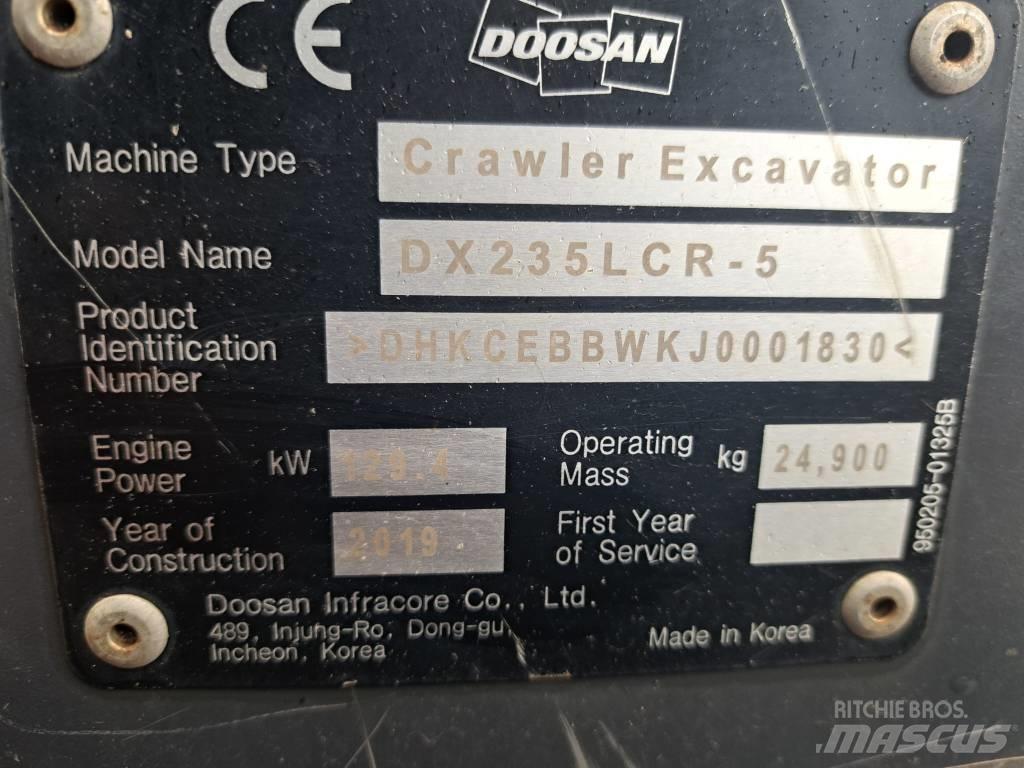 CE
DOOSAN
Machine Type Crawler Excavator
Model Name DX235LCR-5
Product
Identification
Number >DHKCEBBWKJ0001830<
Engine
Power kW 129.4
Operating
Mass kg 24,900
Year of
Construction 2019
First Year
of Service
950205-01325B
Doosan Infracore Co., Ltd.
489, Injung-Ro, Dong-gu,
Incheon, Korea
Made in Korea
RITCHIE BROS.
MASCUS